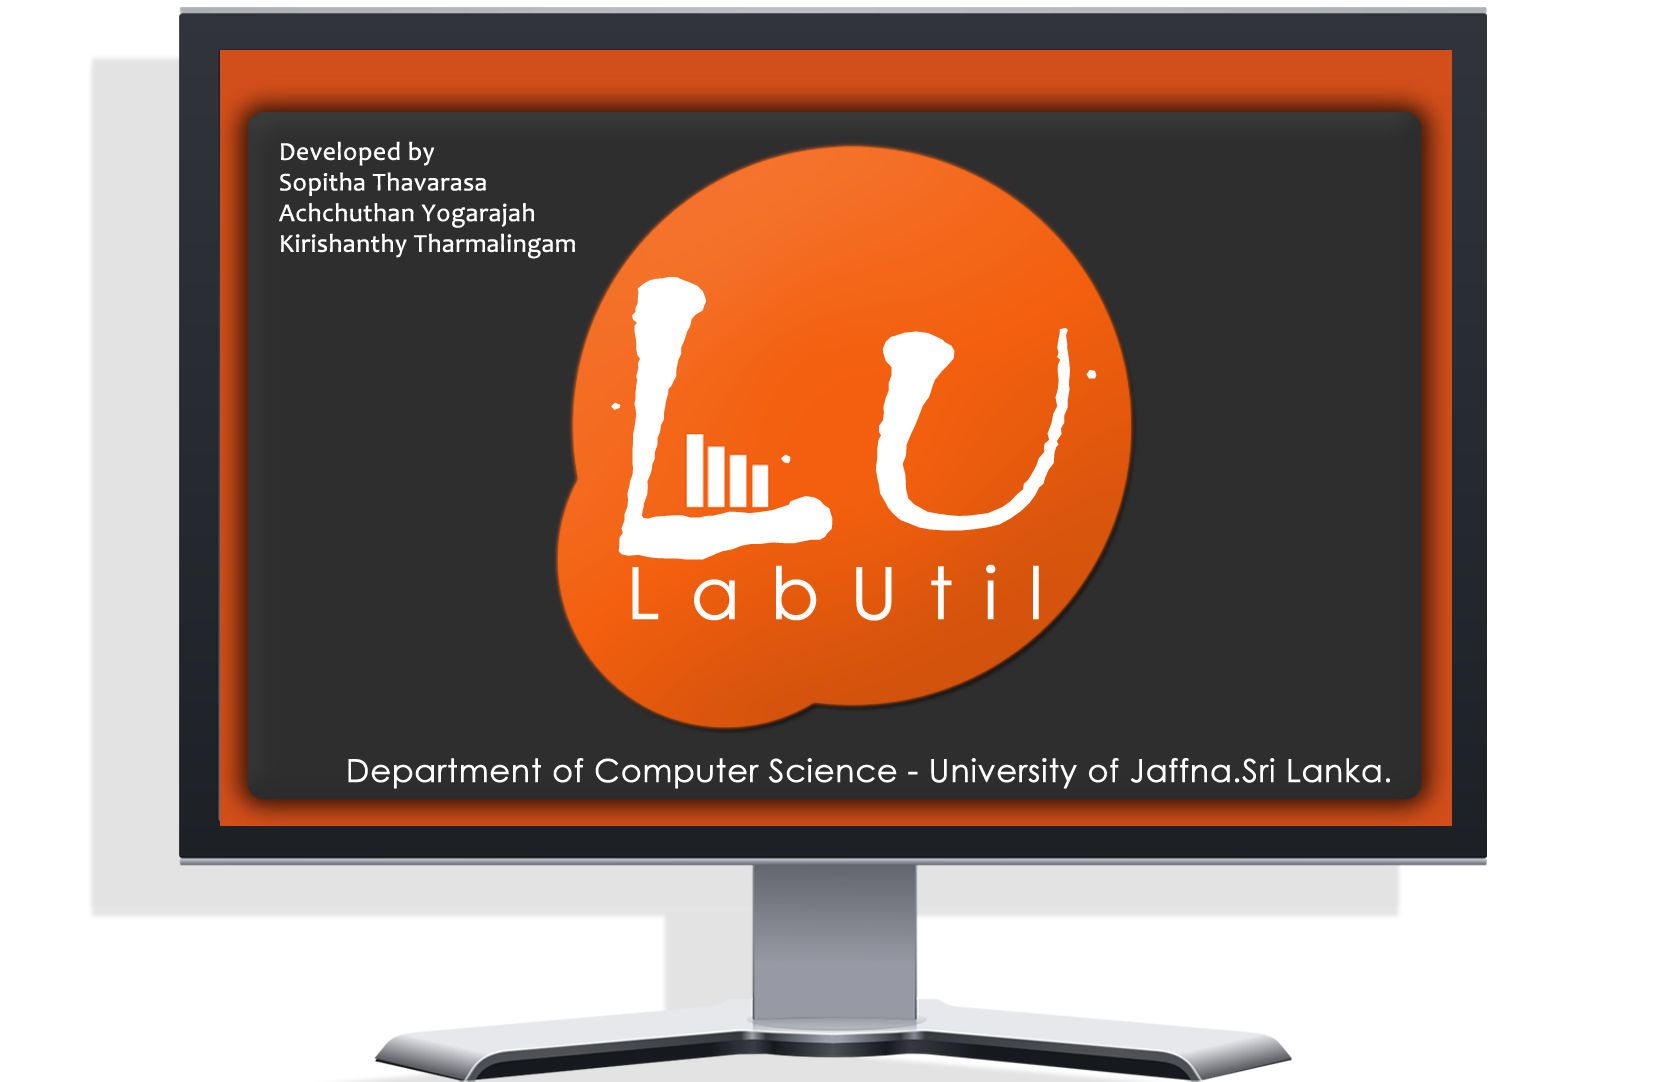 Developed by
Sopitha Thavarasa
Achchuthan Yogarajah
Kirishanthy Tharmalingam
LU
LabUtil
Department of Computer Science - University of Jaffna.Sri Lanka.